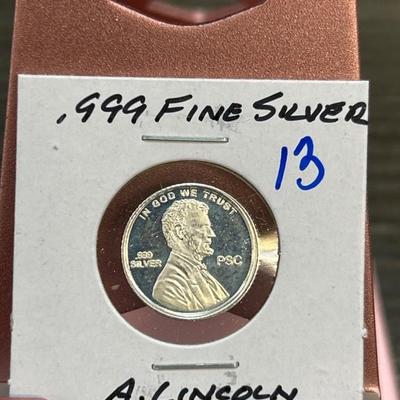 .999 FINE SILVER
13
IN GOD WE TRUST
.999
SILVER
PSC
A. LINCOLN